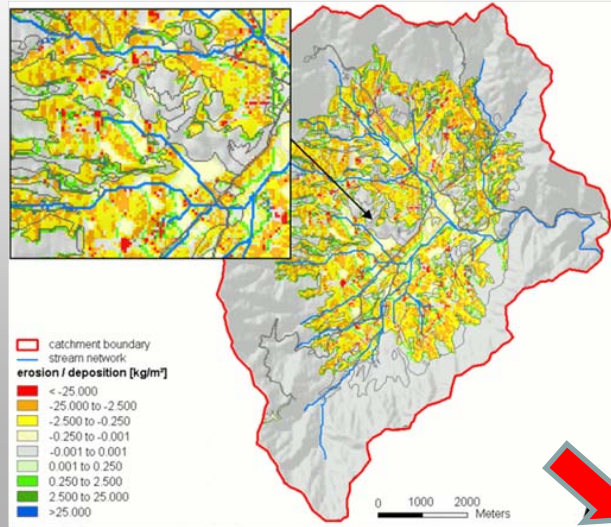 catchment boundary
stream network
erosion / deposition [kg/m²]
< -25.000
-25.000 to -2.500
-2.500 to -0.250
-0.250 to -0.001
-0.001 to 0.001
0.001 to 0.250
0.250 to 2.500
2.500 to 25.000
>25.000
0 1000 2000
Meters